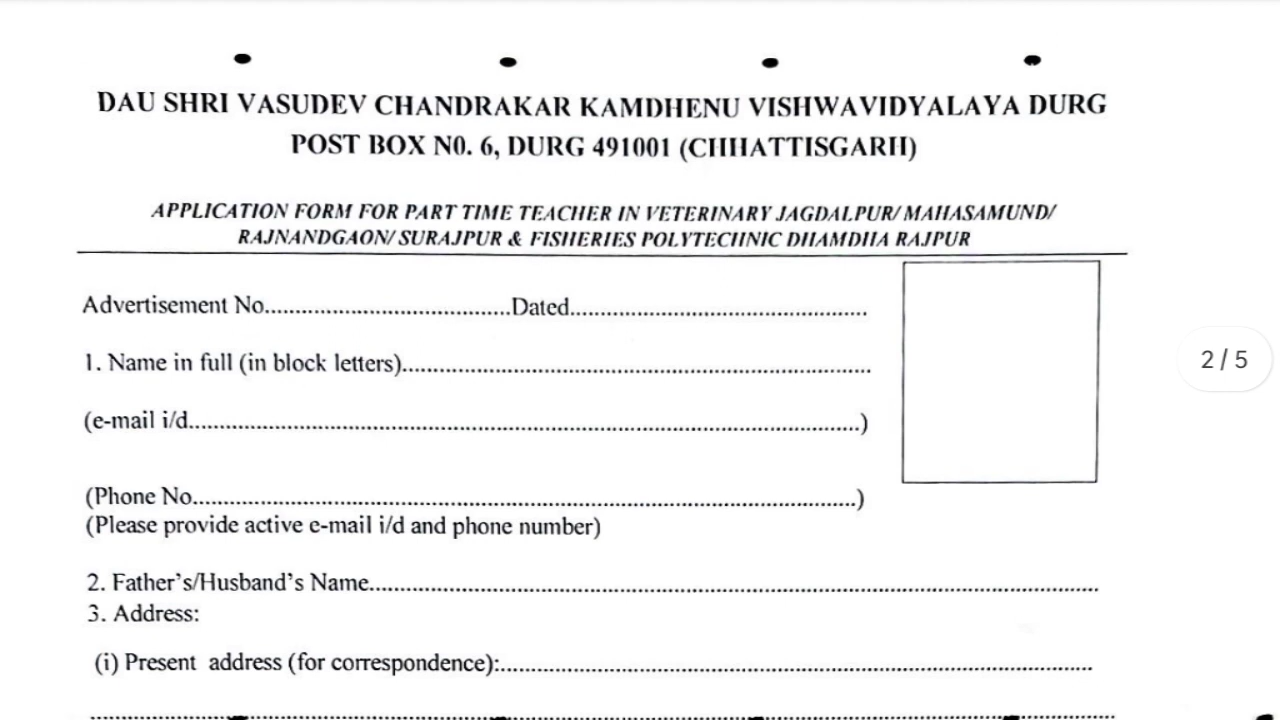 DAU SHRI VASUDEV CHANDRAKAR KAMDHENU VISHWAVIDYALAYA DURG
POST BOX N0. 6, DURG 491001 (CHHATTISGARH)
APPLICATION FORM FOR PART TIME TEACHER IN VETERINARY JAGDALPUR/ MAHASAMUND/
RAJNANDGAON/ SURAJPUR & FISHERIES POLYTECHNIC DHAMDHA RAJPUR
Advertisement No........................................Dated................................................
1. Name in full (in block letters)............................................................................
(e-mail i/d.............................................................................................................)
2 / 5
(Phone No...........................................................................................................)
(Please provide active e-mail i/d and phone number)
2. Father's/Husband's Name......................................................................................................................
3. Address:
(i) Present address (for correspondence):................................................................................................